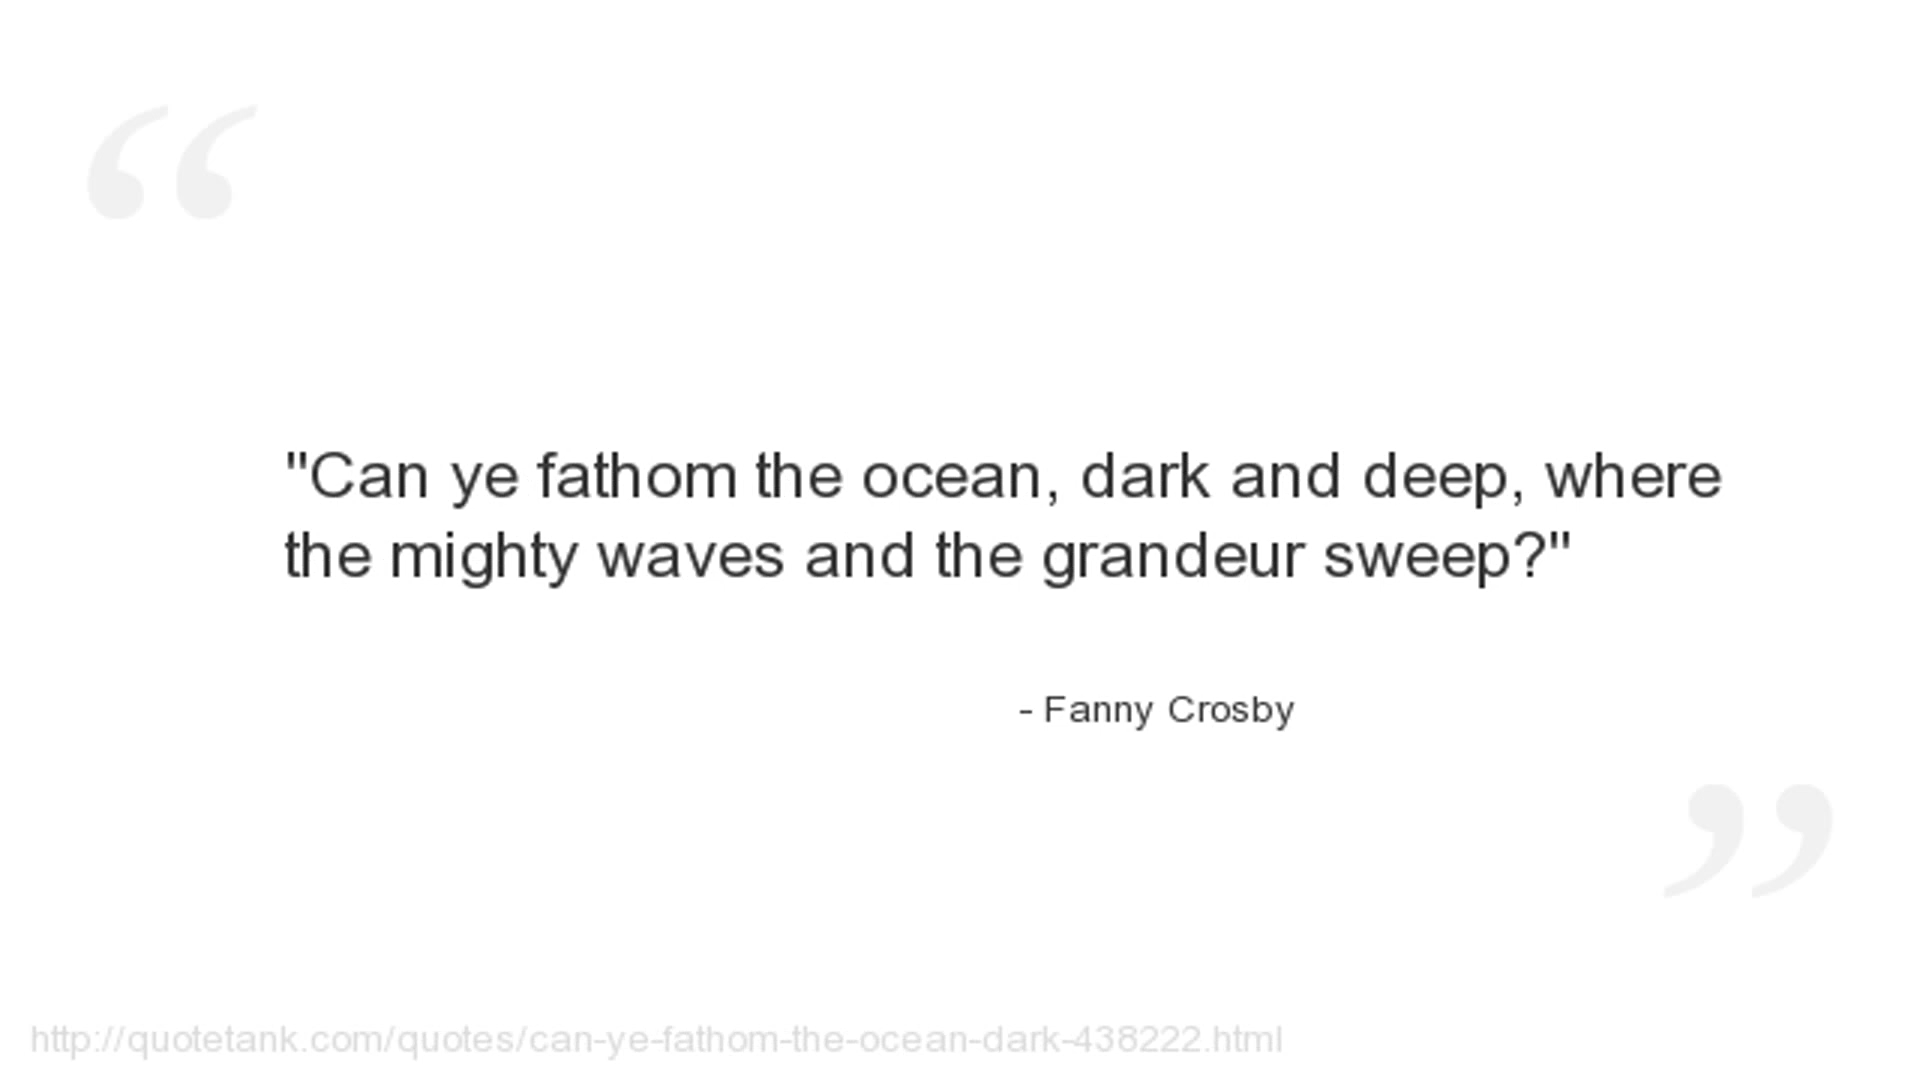 "Can ye fathom the ocean, dark and deep, where
the mighty waves and the grandeur sweep?"
- Fanny Crosby
http://quotetank.com/quotes/can-ye-fathom-the-ocean-dark-438222.html